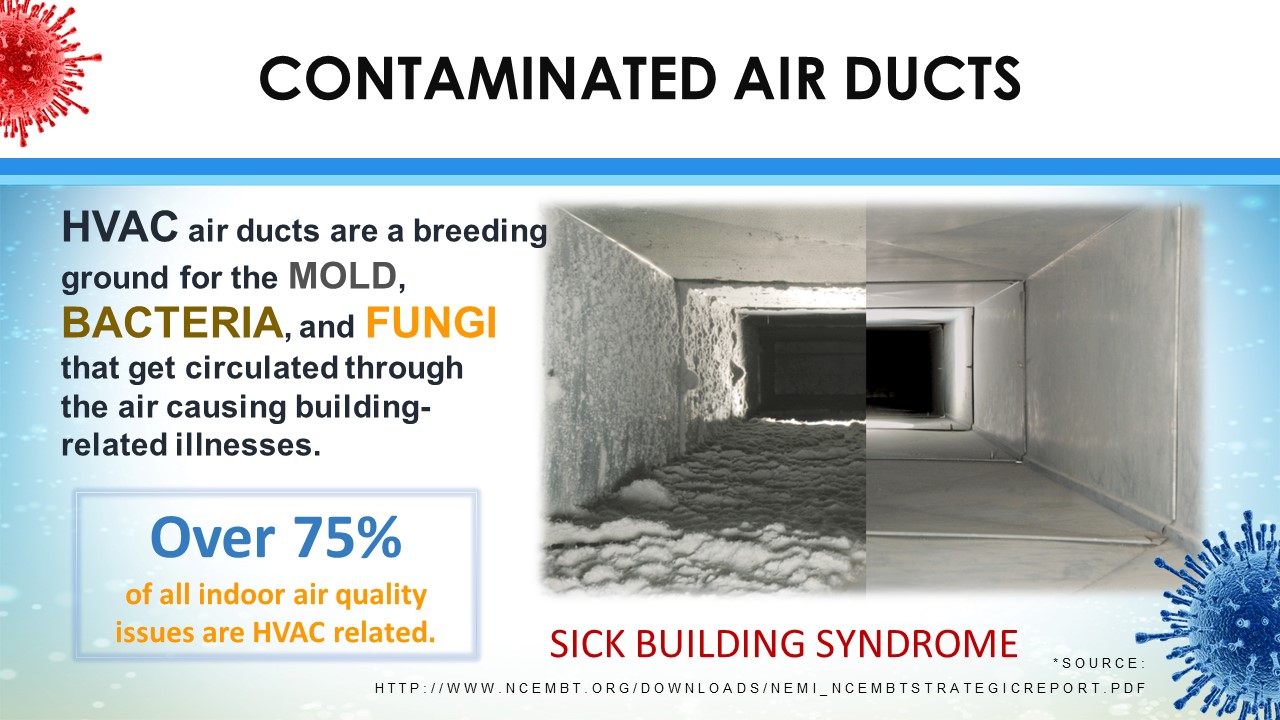 CONTAMINATED AIR DUCTS
HVAC air ducts are a breeding
ground for the MOLD,
BACTERIA, and FUNGI
that get circulated through
the air causing building-
related illnesses.
Over 75%
of all indoor air quality
issues are HVAC related.
SICK BUILDING SYNDROME
*SOURCE:
HTTP://WWW.NCEMBT.ORG/DOWNLOADS/NEMI_NCEMBTSTRATEGICREPORT.PDF